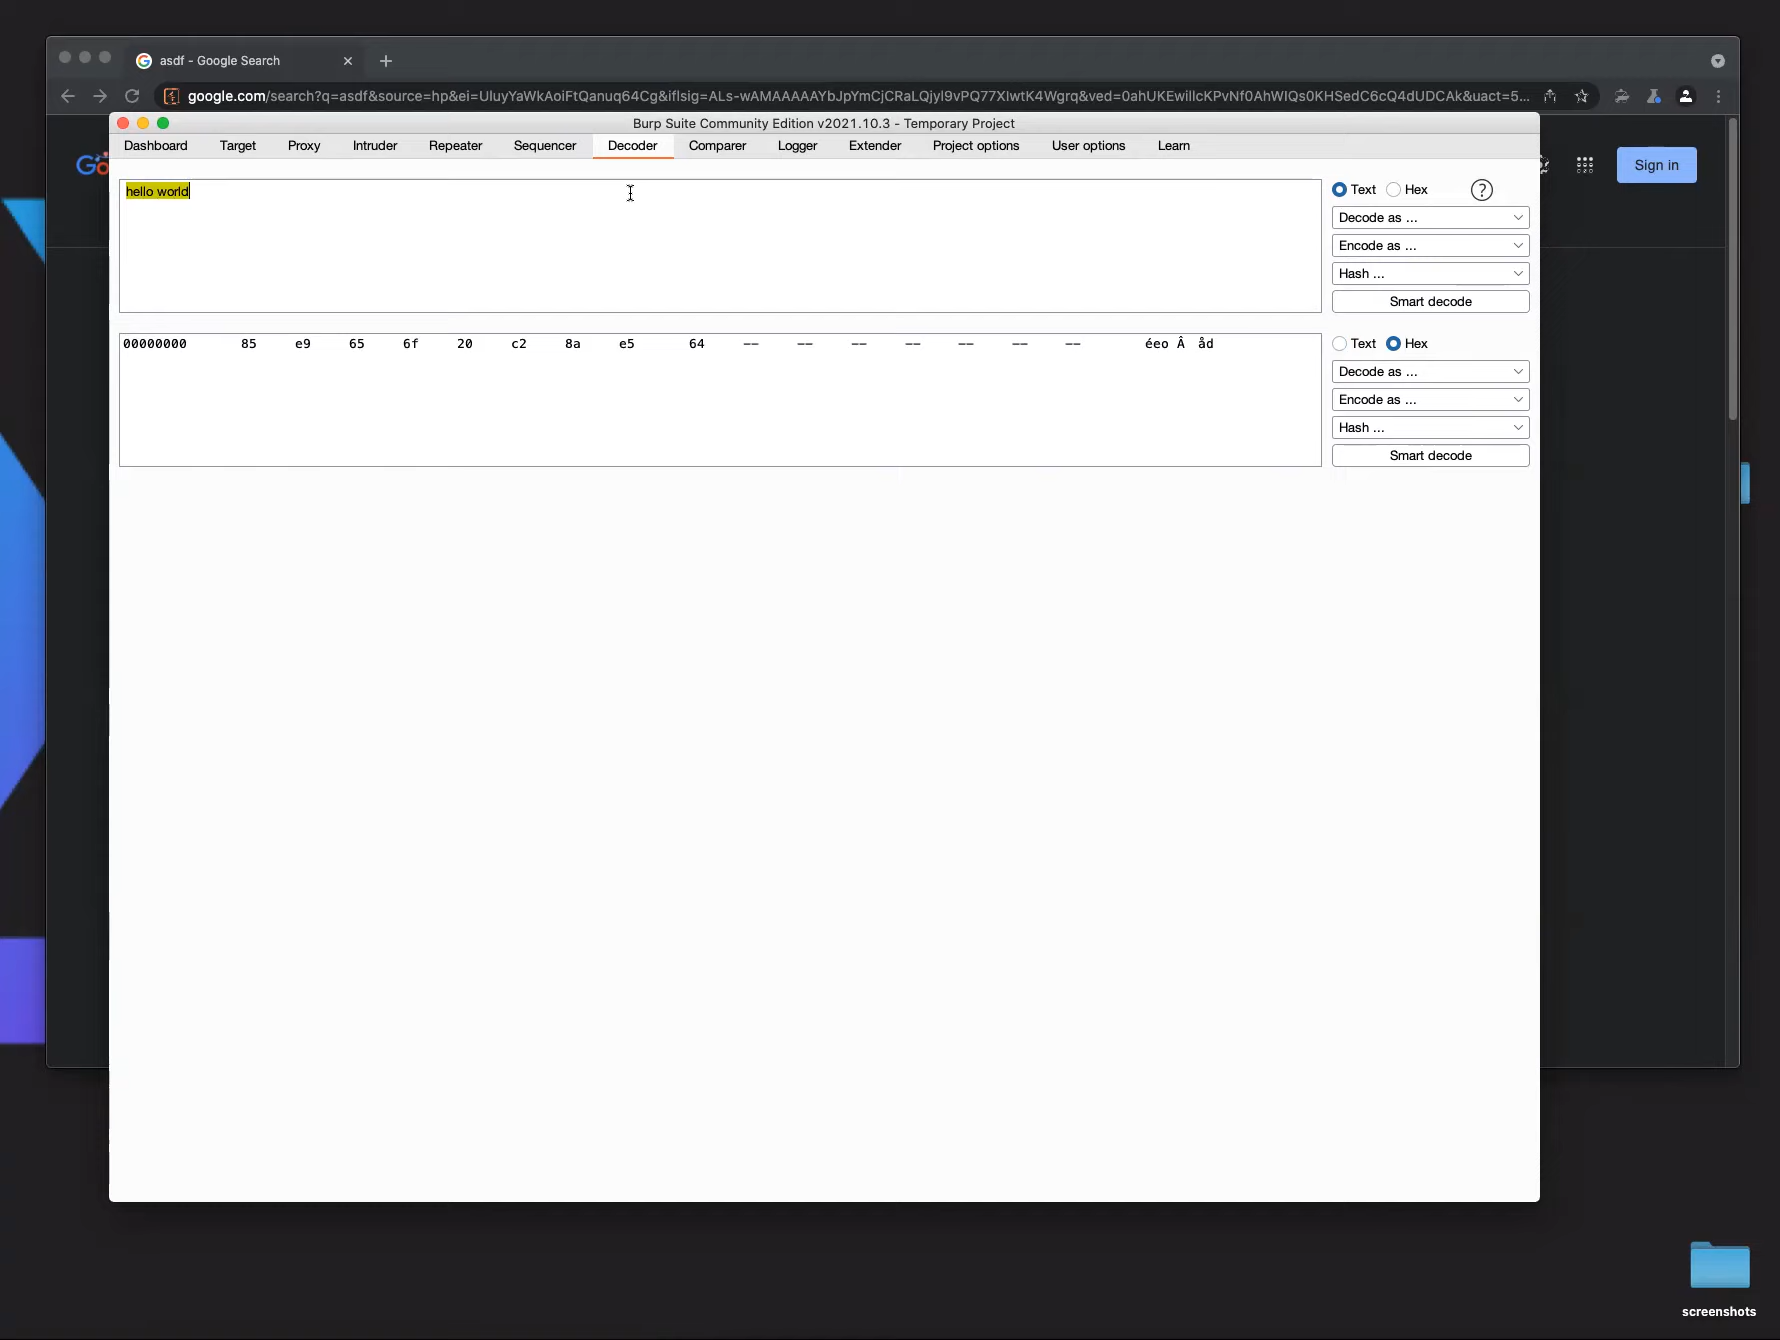 asdf - Google Search
google.com/search?q=asdf&source=hp&ei=UIuyYaWkAoiFtQanuq64Cg&iflsig=ALs-wAMAAAAAYbJpYmCjCRaLQjyl9vPQ77XlwtK4Wgrq&ved=0ahUKEwillcKPvNf0AhWIQs0KHSedC6cQ4dUDCAk&uact=5...
Burp Suite Community Edition v2021.10.3 - Temporary Project
Dashboard Target Proxy Intruder Repeater Sequencer Decoder Comparer Logger Extender Project options User options Learn
Go
Sign in
hello world
Text Hex ?
Decode as ...
Encode as ...
Hash ...
Smart decode
00000000 85 e9 65 6f 20 c2 8a e5 64 -- -- -- -- -- -- -- éeo Â åd
Text Hex
Decode as ...
Encode as ...
Hash ...
Smart decode
screenshots